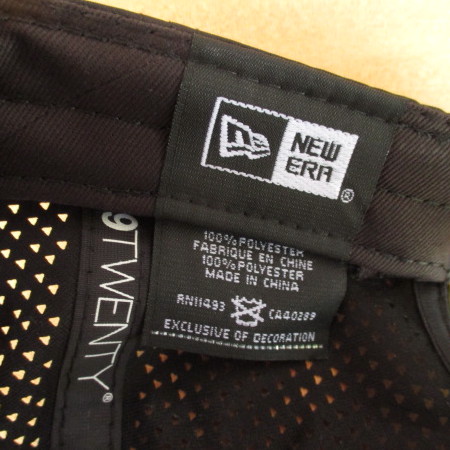 NEW
ERA
®
100% POLYESTER
FABRIQUE EN CHINE
100% POLYESTER
MADE IN CHINA
RN11493 CA40289
EXCLUSIVE OF DECORATION
9TWENTY®